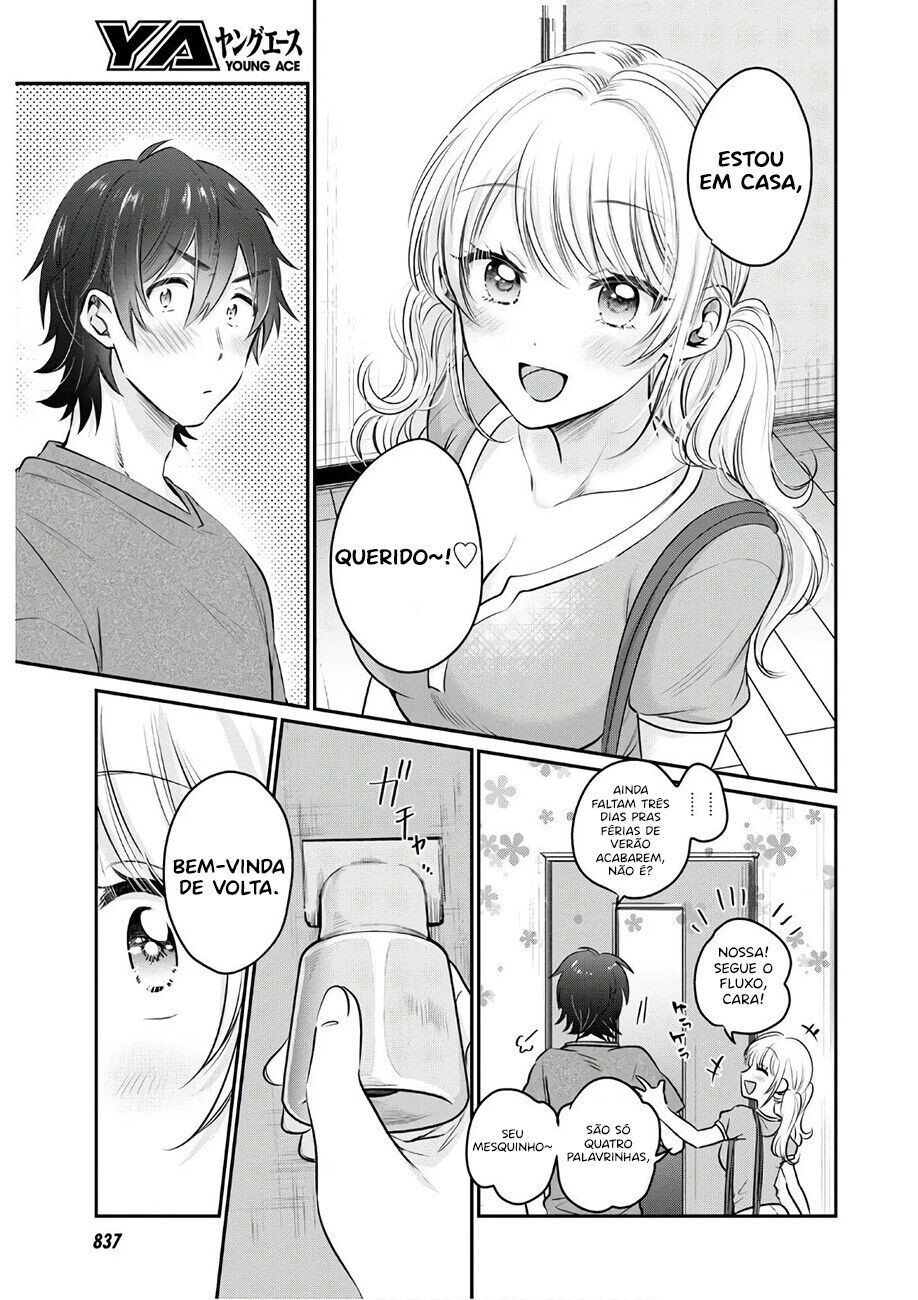 YA ヤングエース
YOUNG ACE
ESTOU
EM CASA,
QUERIDO~!♡
AINDA
FALTAM TRÊS
DIAS PRAS
FÉRIAS DE
VERÃO
ACABAREM,
NÃO É?
NOSSA!
SEGUE O
FLUXO,
CARA!
SÃO SÓ
QUATRO
PALAVRINHAS,
SEU
MESQUINHO~
ガチャ
BEM-VINDA
DE VOLTA.
837